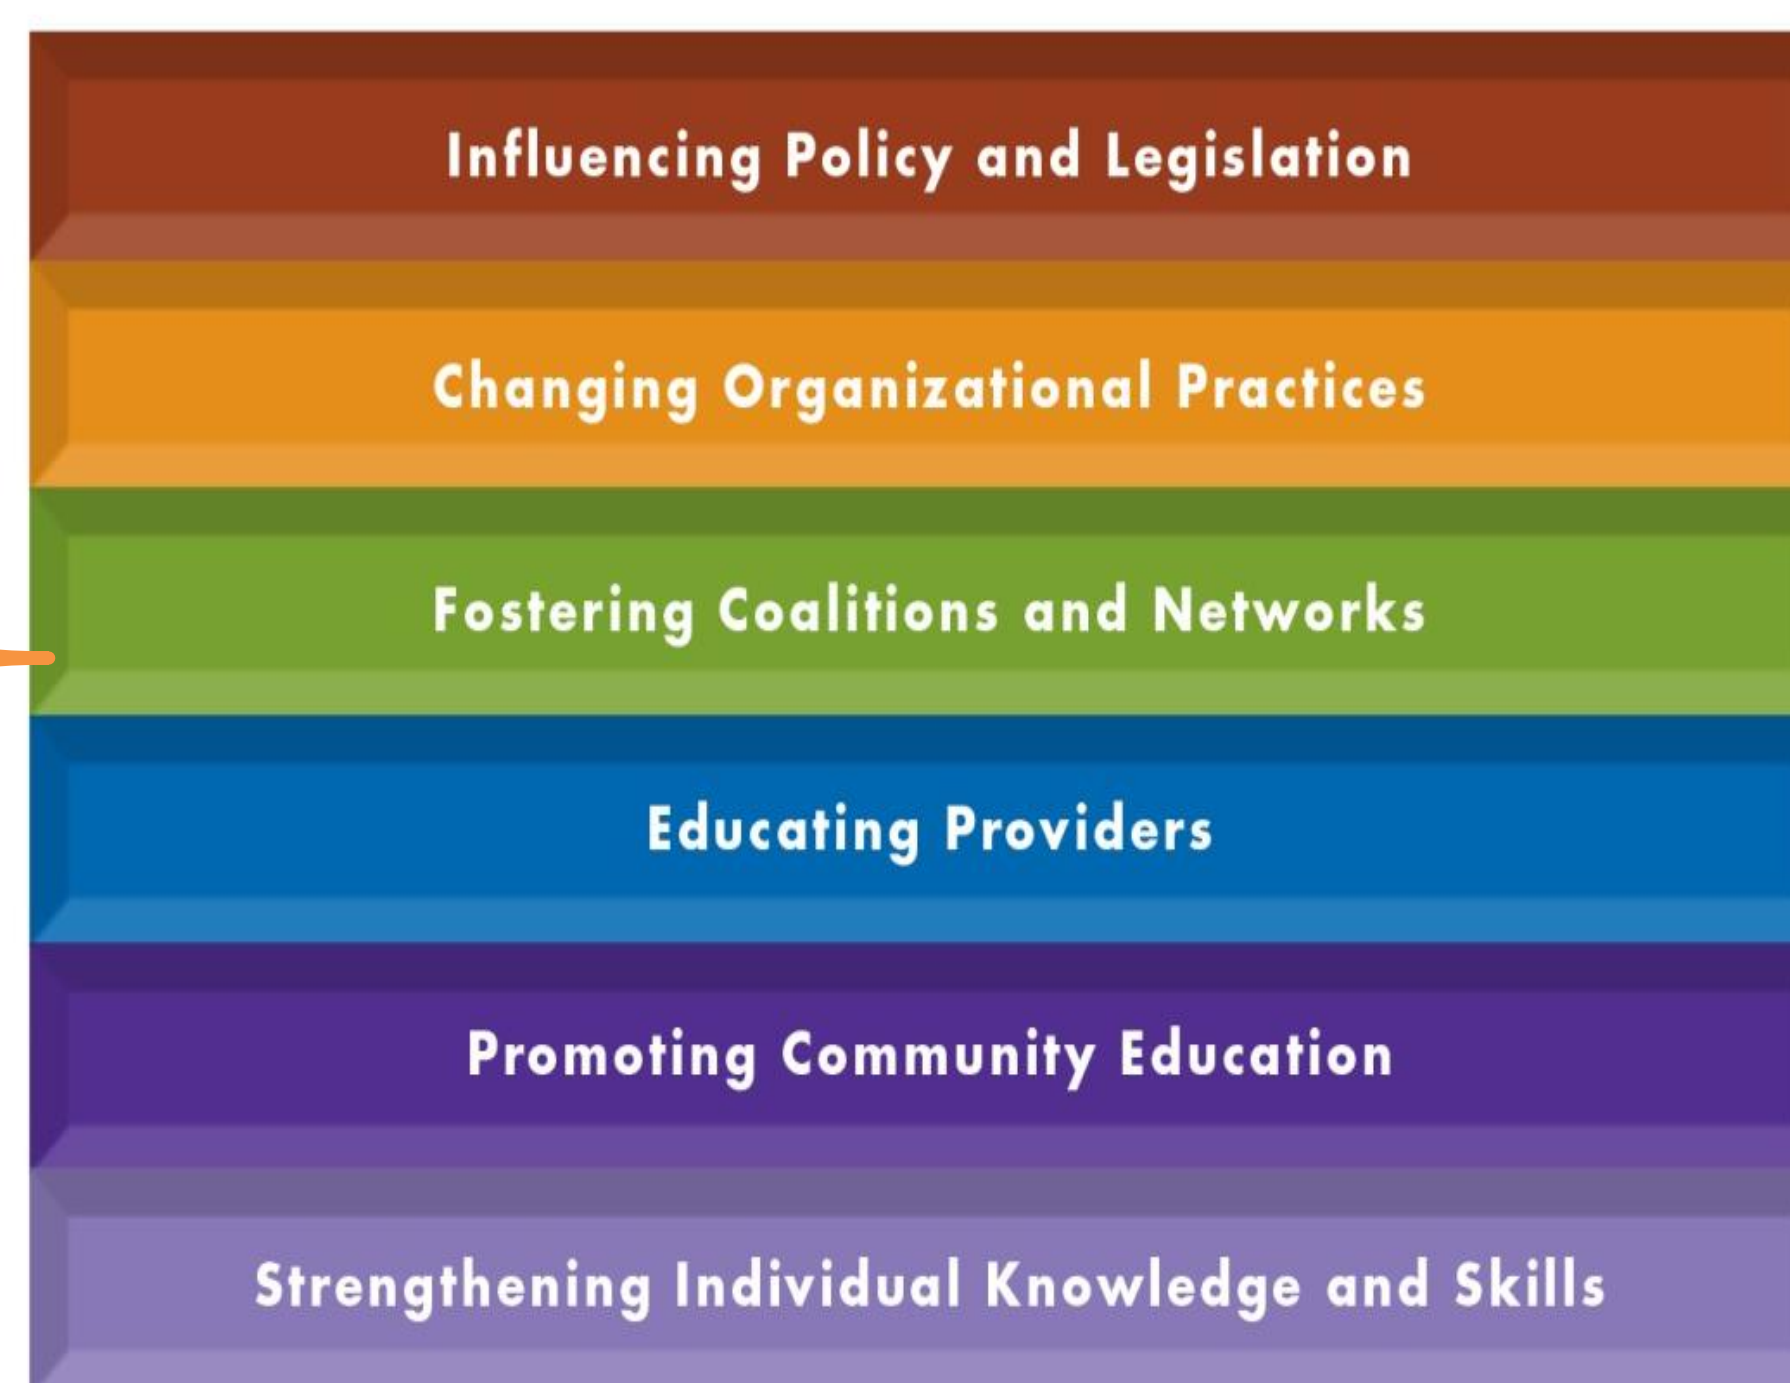 Influencing Policy and Legislation
Changing Organizational Practices
Fostering Coalitions and Networks
Educating Providers
Promoting Community Education
Strengthening Individual Knowledge and Skills